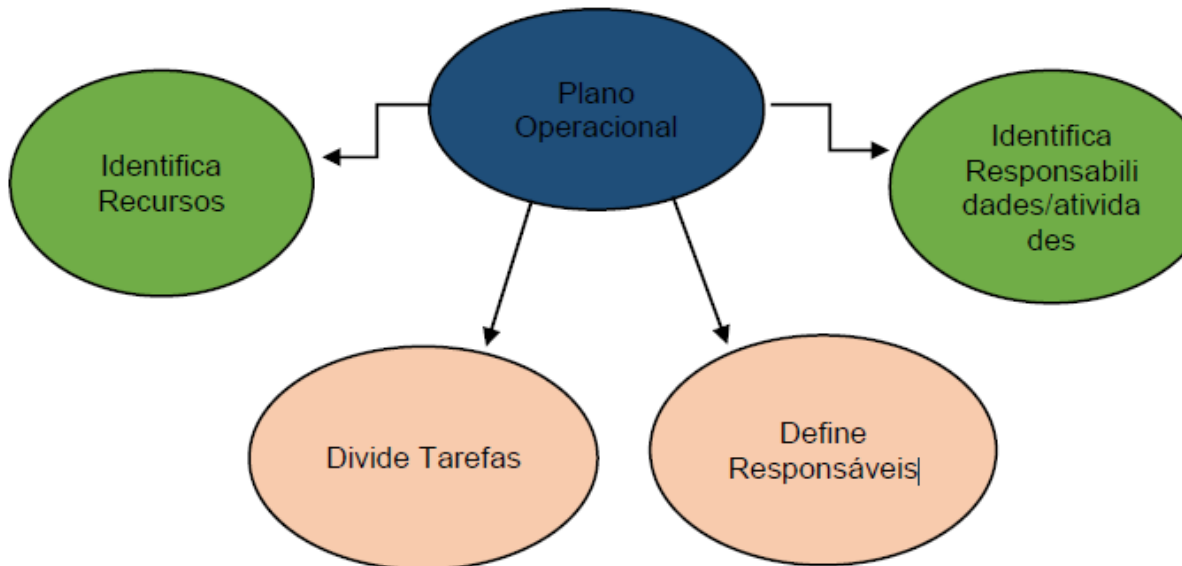 Plano
Operacional
Identifica
Recursos
Identifica
Responsabili
dades/ativida
des
Divide Tarefas
Define
Responsáveis